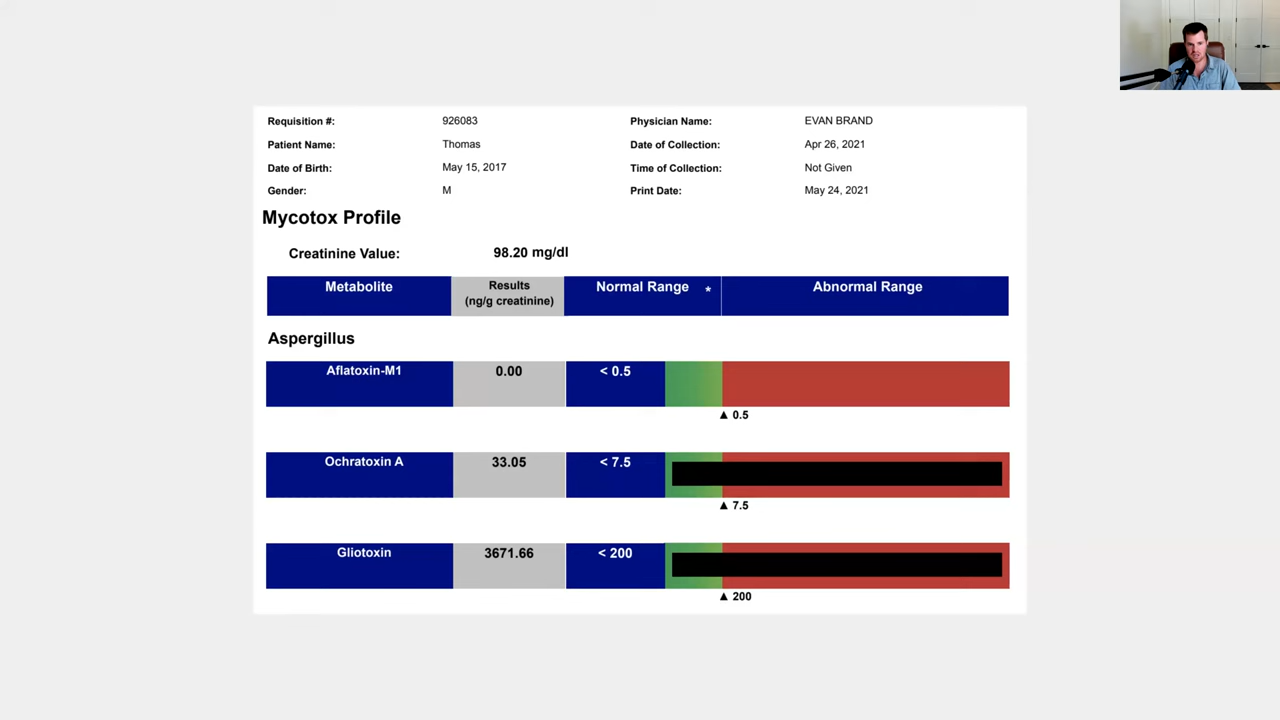 Requisition #: 926083 Physician Name: EVAN BRAND
Patient Name: Thomas Date of Collection: Apr 26, 2021
Date of Birth: May 15, 2017 Time of Collection: Not Given
Gender: M Print Date: May 24, 2021
Mycotox Profile
Creatinine Value: 98.20 mg/dl
Metabolite Results (ng/g creatinine) Normal Range * Abnormal Range
Aspergillus
Aflatoxin-M1 0.00 < 0.5
▲ 0.5
Ochratoxin A 33.05 < 7.5
▲ 7.5
Gliotoxin 3671.66 < 200
▲ 200